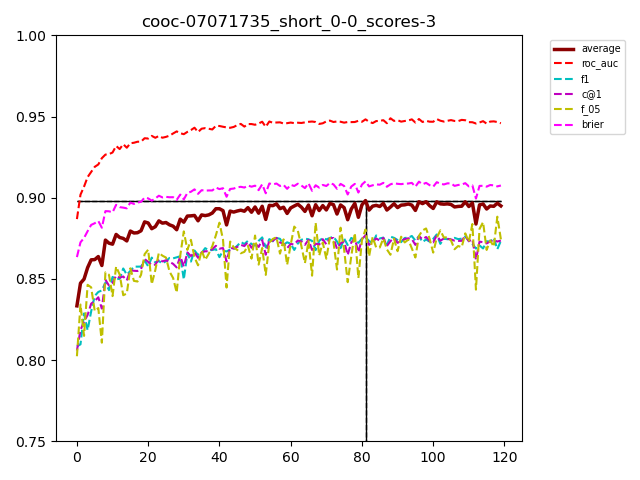 cooc-07071735_short_0-0_scores-3
1.00
0.95
0.90
0.85
0.80
0.75
0 20 40 60 80 100 120
average
roc_auc
f1
c@1
f_05
brier